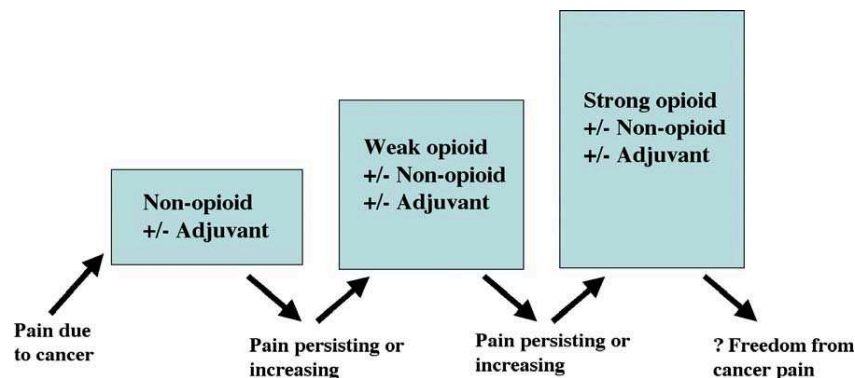 Pain due
to cancer
Non-opioid
+/- Adjuvant
Pain persisting or
increasing
Weak opioid
+/- Non-opioid
+/- Adjuvant
Pain persisting or
increasing
Strong opioid
+/- Non-opioid
+/- Adjuvant
? Freedom from
cancer pain